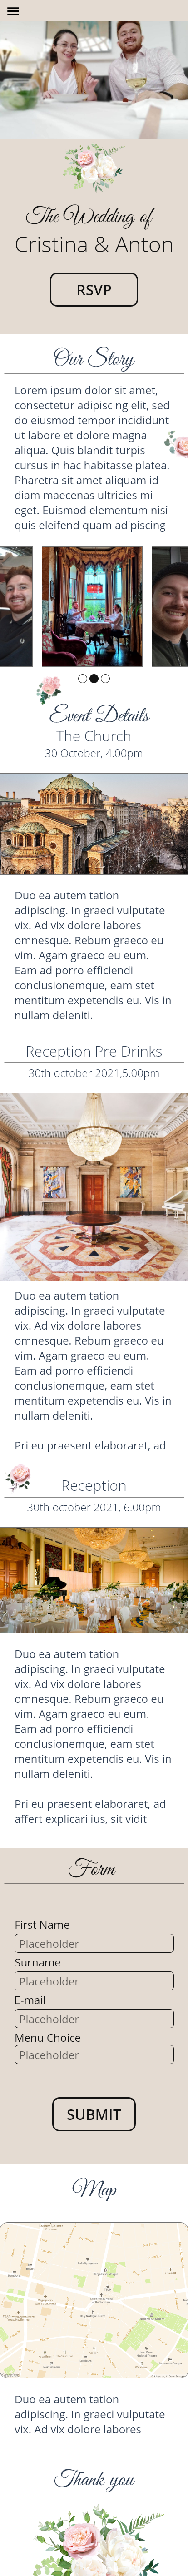 The Wedding of
Cristina & Anton
RSVP
Our Story
Lorem ipsum dolor sit amet,
consectetur adipiscing elit, sed
do eiusmod tempor incididunt
ut labore et dolore magna
aliqua. Quis blandit turpis
cursus in hac habitasse platea.
Pharetra sit amet aliquam id
diam maecenas ultricies mi
eget. Euismod elementum nisi
quis eleifend quam adipiscing
Event Details
The Church
30 October, 4.00pm
Duo ea autem tation
adipiscing. In graeci vulputate
vix. Ad vix dolore labores
omnesque. Rebum graeco eu
vim. Agam graeco eu eum.
Eam ad porro efficiendi
conclusionemque, eam stet
mentitum expetendis eu. Vis in
nullam deleniti.
Reception Pre Drinks
30th october 2021,5.00pm
Duo ea autem tation
adipiscing. In graeci vulputate
vix. Ad vix dolore labores
omnesque. Rebum graeco eu
vim. Agam graeco eu eum.
Eam ad porro efficiendi
conclusionemque, eam stet
mentitum expetendis eu. Vis in
nullam deleniti.
Pri eu praesent elaboraret, ad
Reception
30th october 2021, 6.00pm
Duo ea autem tation
adipiscing. In graeci vulputate
vix. Ad vix dolore labores
omnesque. Rebum graeco eu
vim. Agam graeco eu eum.
Eam ad porro efficiendi
conclusionemque, eam stet
mentitum expetendis eu. Vis in
nullam deleniti.
Pri eu praesent elaboraret, ad
affert explicari ius, sit vidit
Form
First Name
Placeholder
Surname
Placeholder
E-mail
Placeholder
Menu Choice
Placeholder
SUBMIT
Map
Duo ea autem tation
adipiscing. In graeci vulputate
vix. Ad vix dolore labores
Thank you